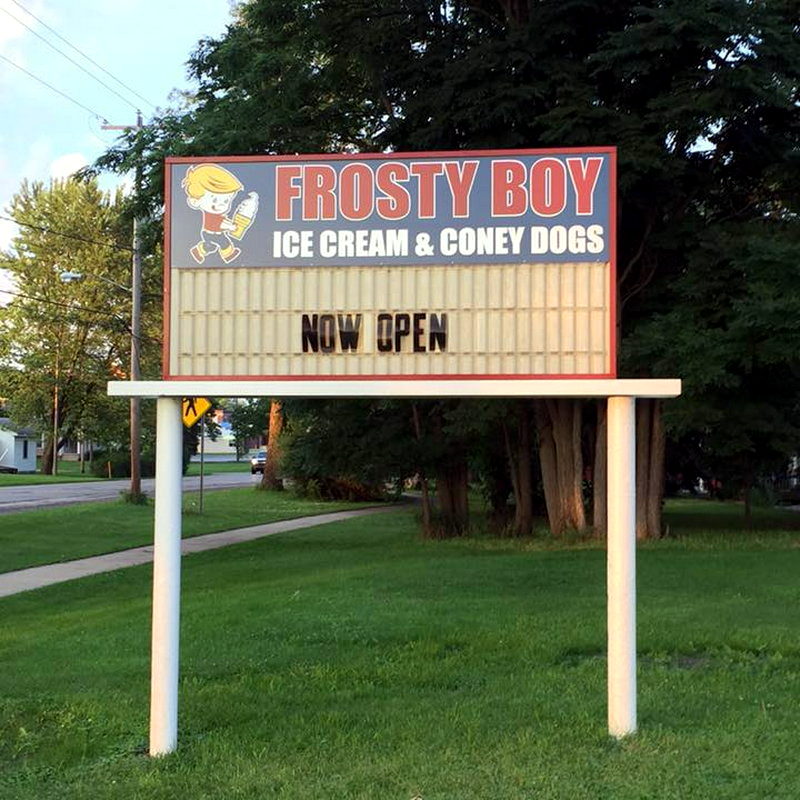 FROSTY BOY
ICE CREAM & CONEY DOGS
NOW OPEN